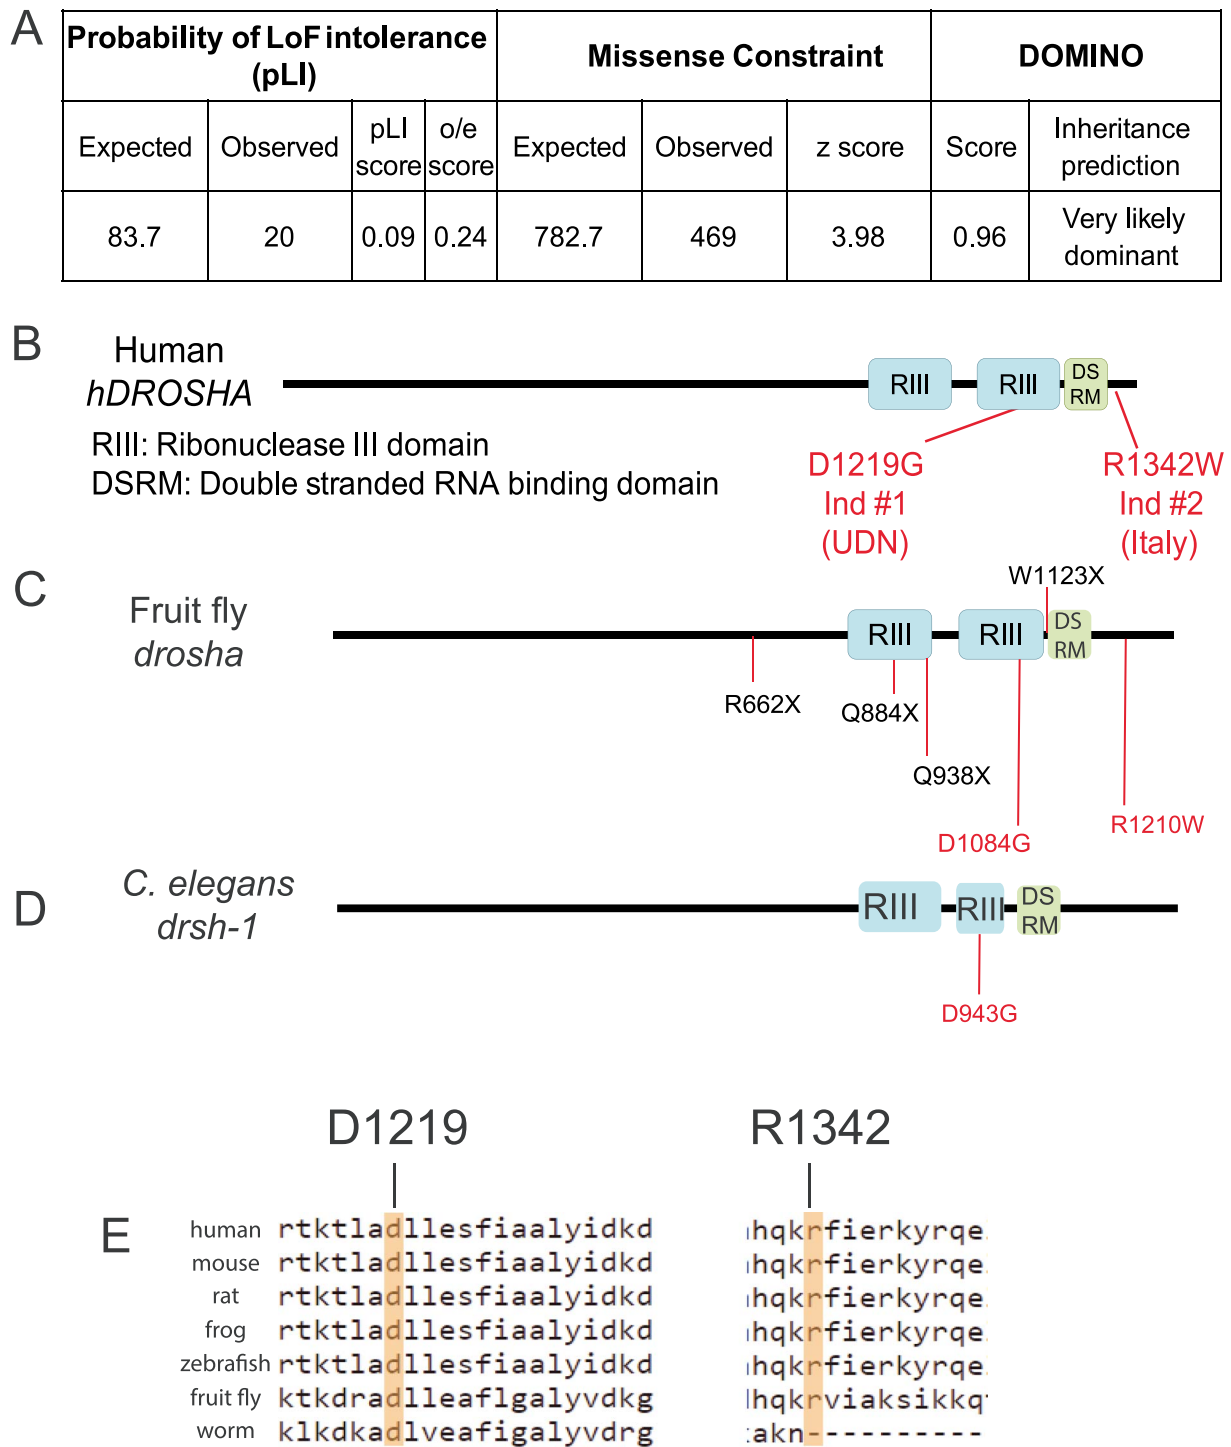 A
Probability of LoF intolerance (pLI) Missense Constraint DOMINO
Expected Observed pLI score o/e score Expected Observed z score Score Inheritance prediction
83.7 20 0.09 0.24 782.7 469 3.98 0.96 Very likely dominant
B
Human
hDROSHA
RIII RIII DS RM
RIII: Ribonuclease III domain
DSRM: Double stranded RNA binding domain
D1219G
Ind #1
(UDN)
R1342W
Ind #2
(Italy)
C
Fruit fly
drosha
W1123X
RIII RIII DS RM
R662X
Q884X
Q938X
D1084G
R1210W
D
C. elegans
drsh-1
RIII RIII DS RM
D943G
D1219 R1342
E
human rtktladllesfiaalyidkd hqkrfierkyrqe
mouse rtktladllesfiaalyidkd hqkrfierkyrqe
rat rtktladllesfiaalyidkd hqkrfierkyrqe
frog rtktladllesfiaalyidkd hqkrfierkyrqe
zebrafish rtktladllesfiaalyidkd hqkrfierkyrqe
fruit fly ktkdradlleaflgalyvdkg hqkrviaksikkq
worm klkdkadlveafigalyvdrg akn----------